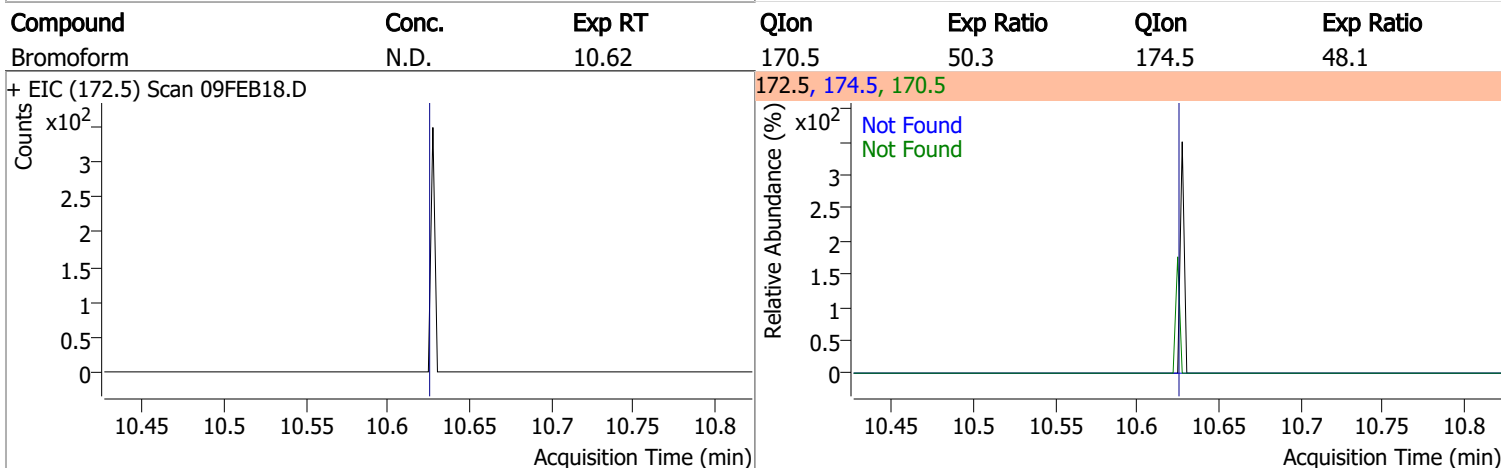 Compound Conc. Exp RT QIon Exp Ratio QIon Exp Ratio
Bromoform N.D. 10.62 170.5 50.3 174.5 48.1
+ EIC (172.5) Scan 09FEB18.D
Counts
x10²
3
2.5
2
1.5
1
0.5
0
10.45 10.5 10.55 10.6 10.65 10.7 10.75 10.8
Acquisition Time (min)
172.5, 174.5, 170.5
Relative Abundance (%)
x10²
Not Found
Not Found
3
2.5
2
1.5
1
0.5
0
10.45 10.5 10.55 10.6 10.65 10.7 10.75 10.8
Acquisition Time (min)